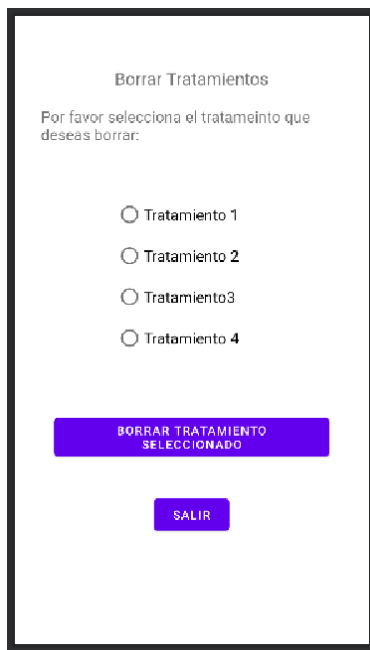 Borrar Tratamientos
Por favor selecciona el tratameinto que
deseas borrar:
Tratamiento 1
Tratamiento 2
Tratamiento3
Tratamiento 4
BORRAR TRATAMIENTO
SELECCIONADO
SALIR